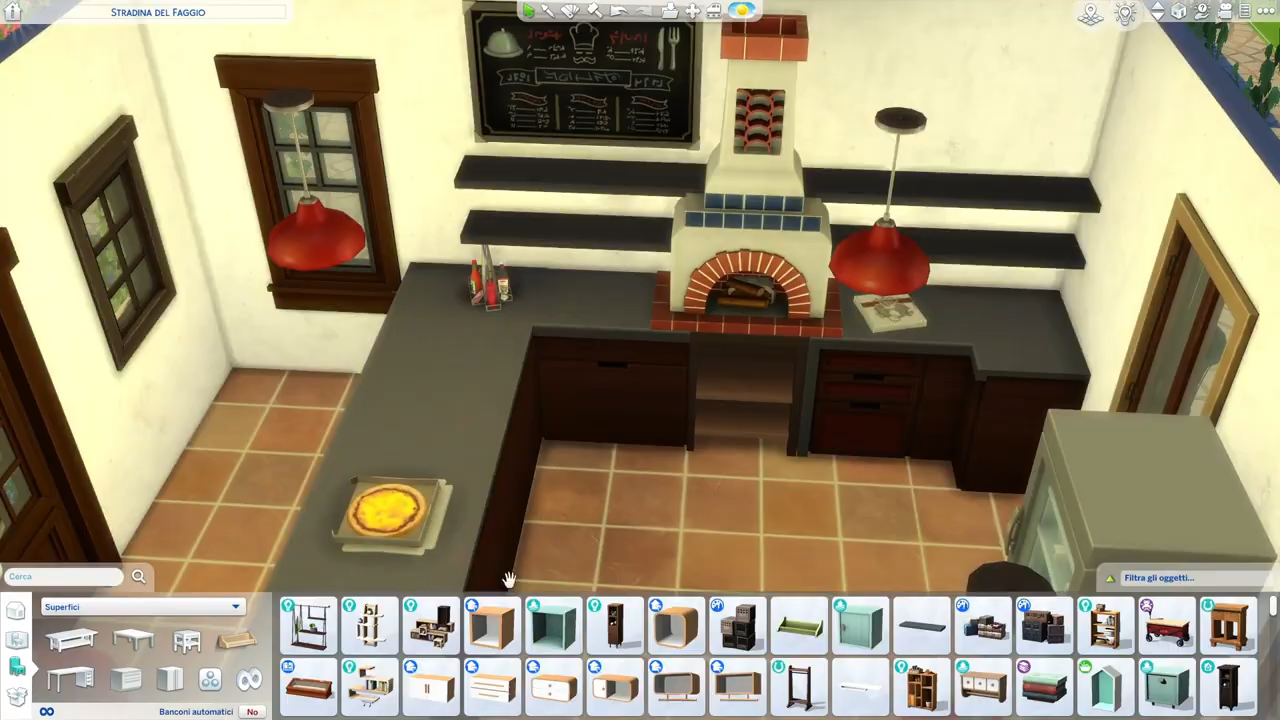 STRADINA DEL FAGGIO
Cerca
Filtra gli oggetti...
Superfici
Banconi automatici No